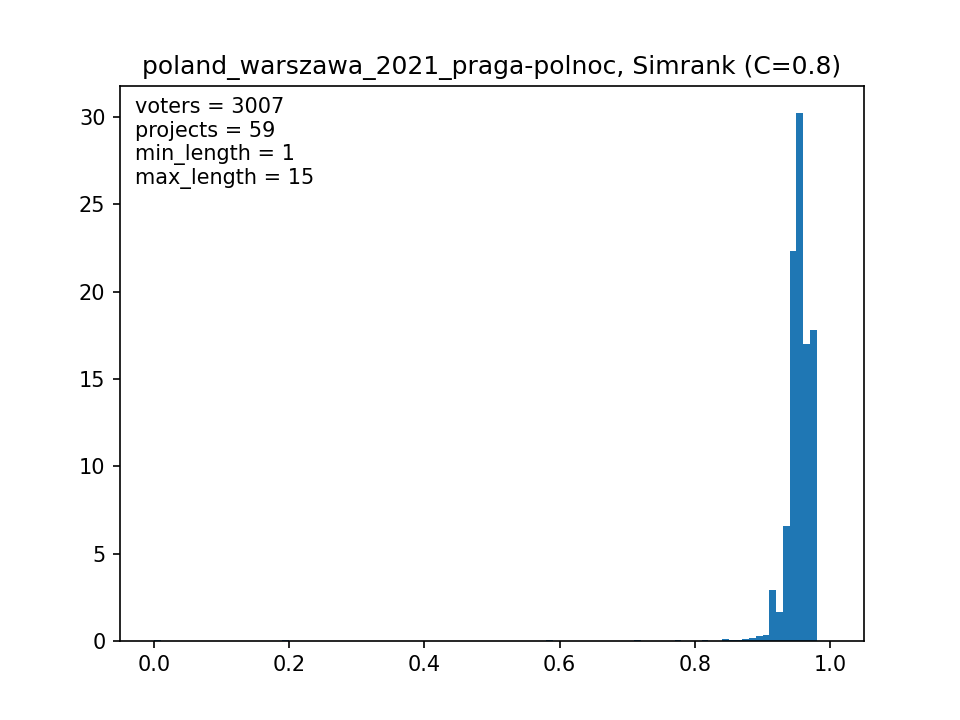 poland_warszawa_2021_praga-polnoc, Simrank (C=0.8)
voters = 3007
projects = 59
min_length = 1
max_length = 15
30
25
20
15
10
5
0
0.0 0.2 0.4 0.6 0.8 1.0